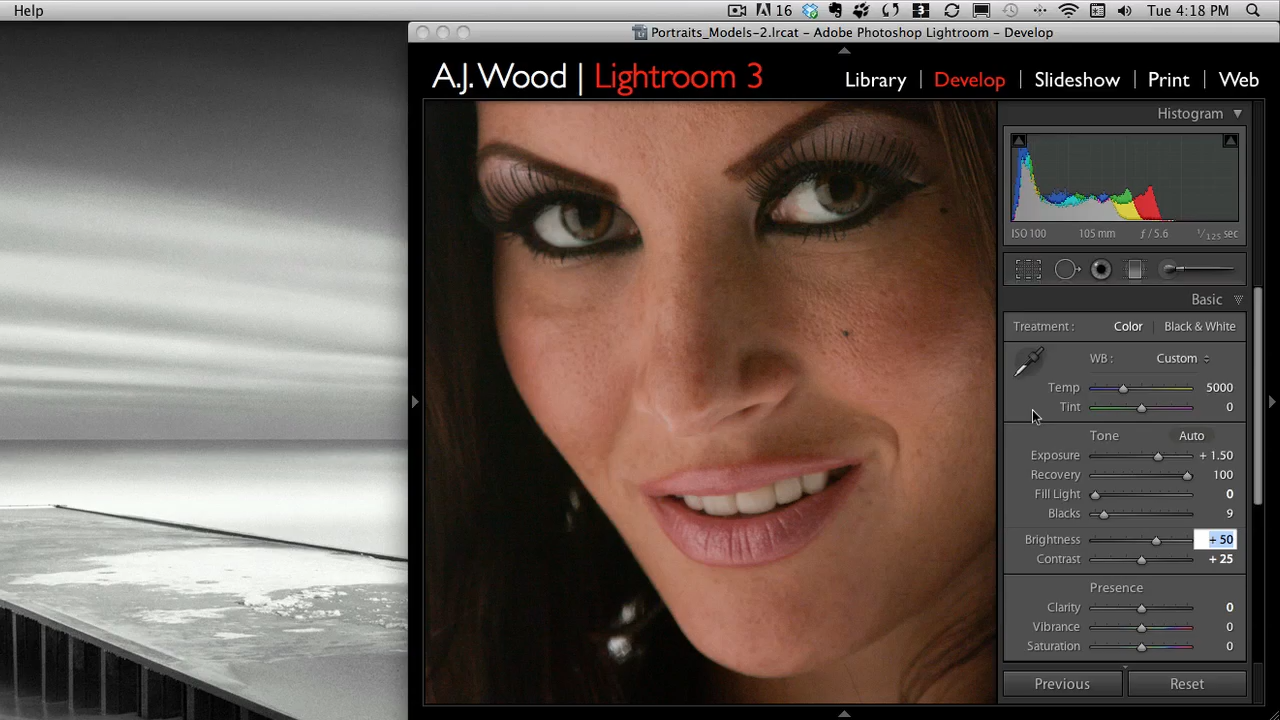 Help
16
3
Tue 4:18 PM
Portraits_Models-2.lrcat - Adobe Photoshop Lightroom - Develop
A.J. Wood | Lightroom 3
Library | Develop | Slideshow | Print | Web
Histogram
ISO 100 105 mm ƒ / 5.6 1/125 sec
Basic
Treatment : Color | Black & White
WB : Custom
Temp 5000
Tint 0
Tone Auto
Exposure + 1.50
Recovery 100
Fill Light 0
Blacks 9
Brightness + 50
Contrast + 25
Presence
Clarity 0
Vibrance 0
Saturation 0
Previous Reset